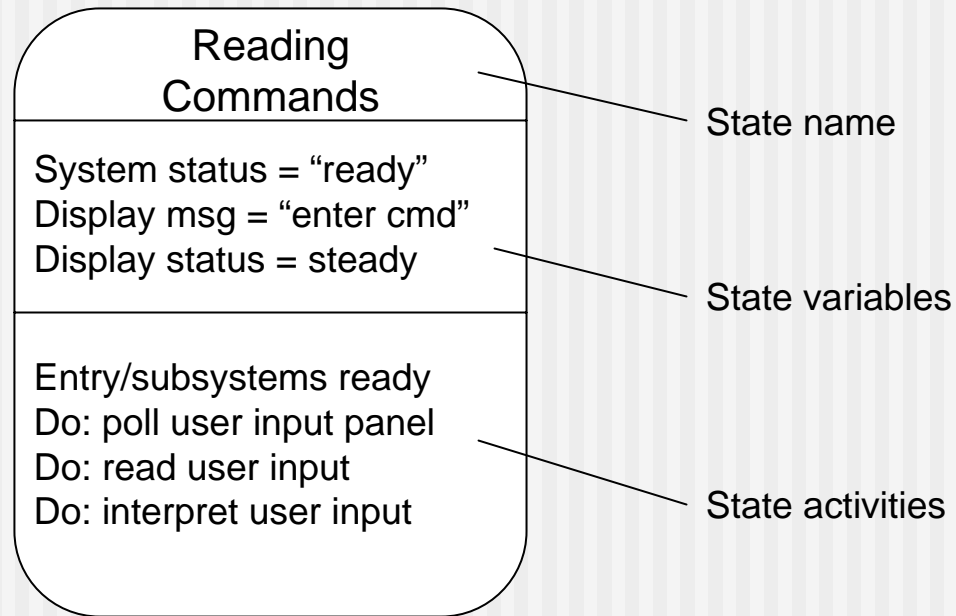 Reading
Commands
State name
System status = “ready”
Display msg = “enter cmd”
Display status = steady
State variables
Entry/subsystems ready
Do: poll user input panel
Do: read user input
Do: interpret user input
State activities